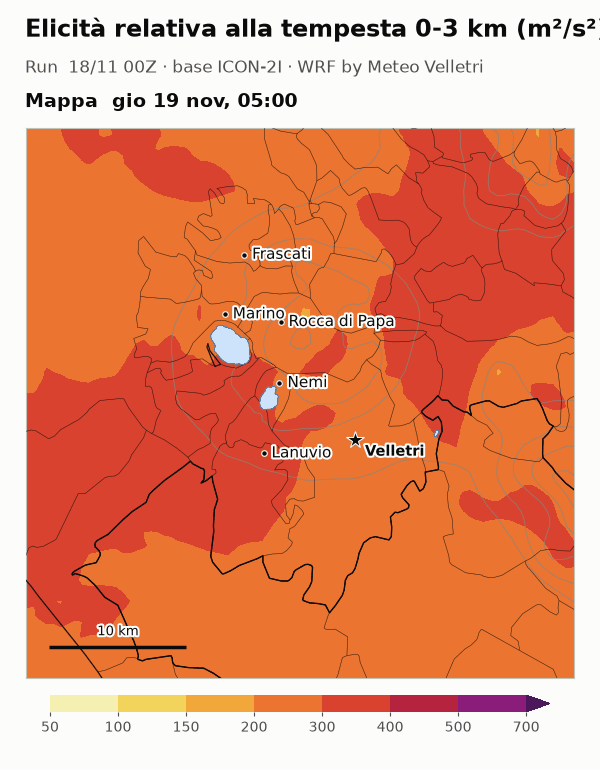 Elicità relativa alla tempesta 0-3 km (m²/s²)
Run  18/11 00Z · base ICON-2I · WRF by Meteo Velletri
Mappa  gio 19 nov, 05:00
Frascati
Marino
Rocca di Papa
Nemi
Velletri
Lanuvio
10 km
50 100 150 200 300 400 500 700